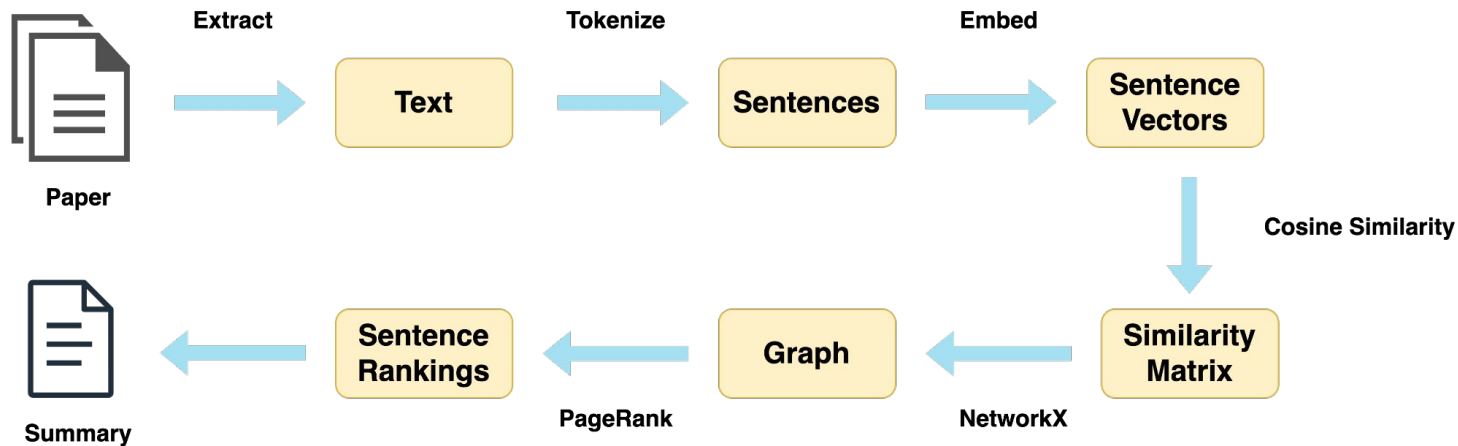 Extract
Tokenize
Embed
Text
Sentences
Sentence
Vectors
Paper
Cosine Similarity
Similarity
Matrix
NetworkX
Graph
PageRank
Sentence
Rankings
Summary